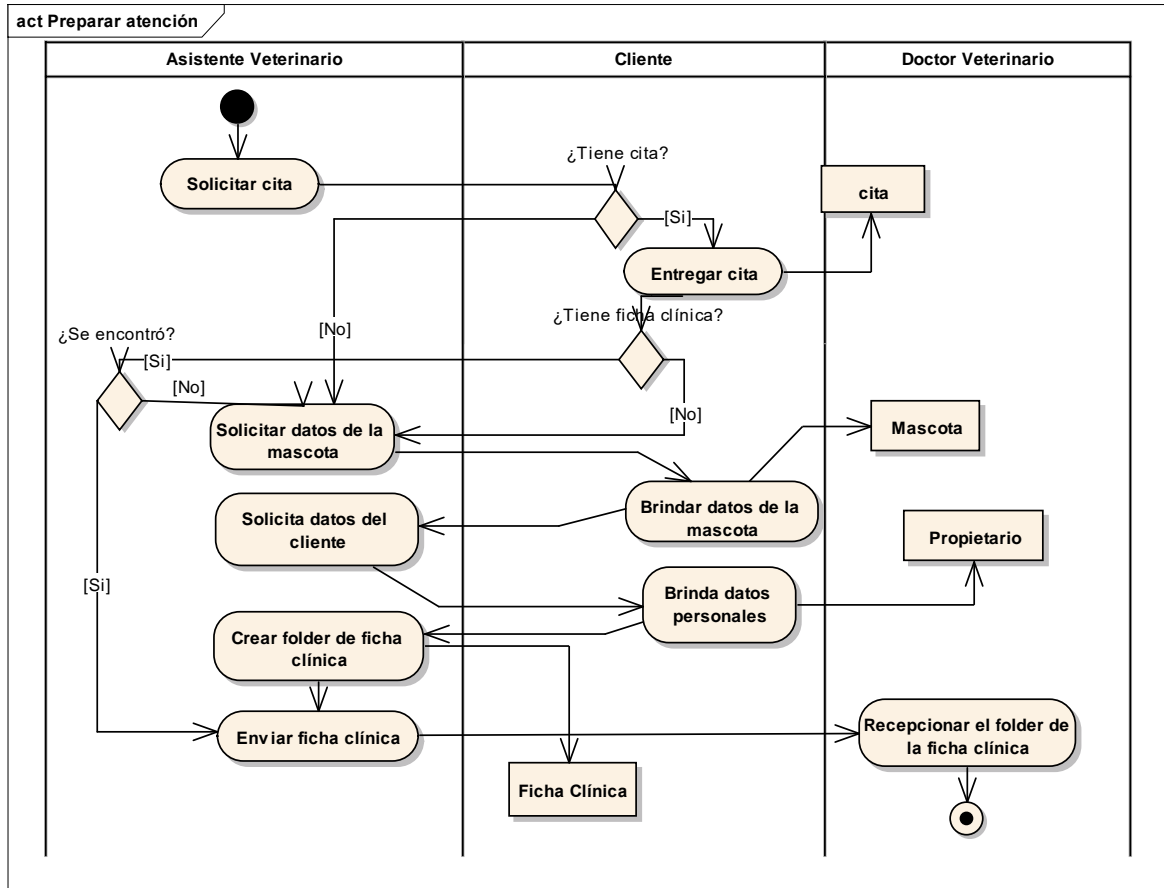 act Preparar atención
Asistente Veterinario
Cliente
Doctor Veterinario
¿Tiene cita?
Solicitar cita
cita
[Si]
Entregar cita
¿Tiene ficha clínica?
[No]
¿Se encontró?
[Si]
[No]
[No]
Solicitar datos de la
mascota
Mascota
Brindar datos de la
mascota
Solicita datos del
cliente
Propietario
[Si]
Brinda datos
personales
Crear folder de ficha
clínica
Enviar ficha clínica
Recepcionar el folder de
la ficha clínica
Ficha Clínica